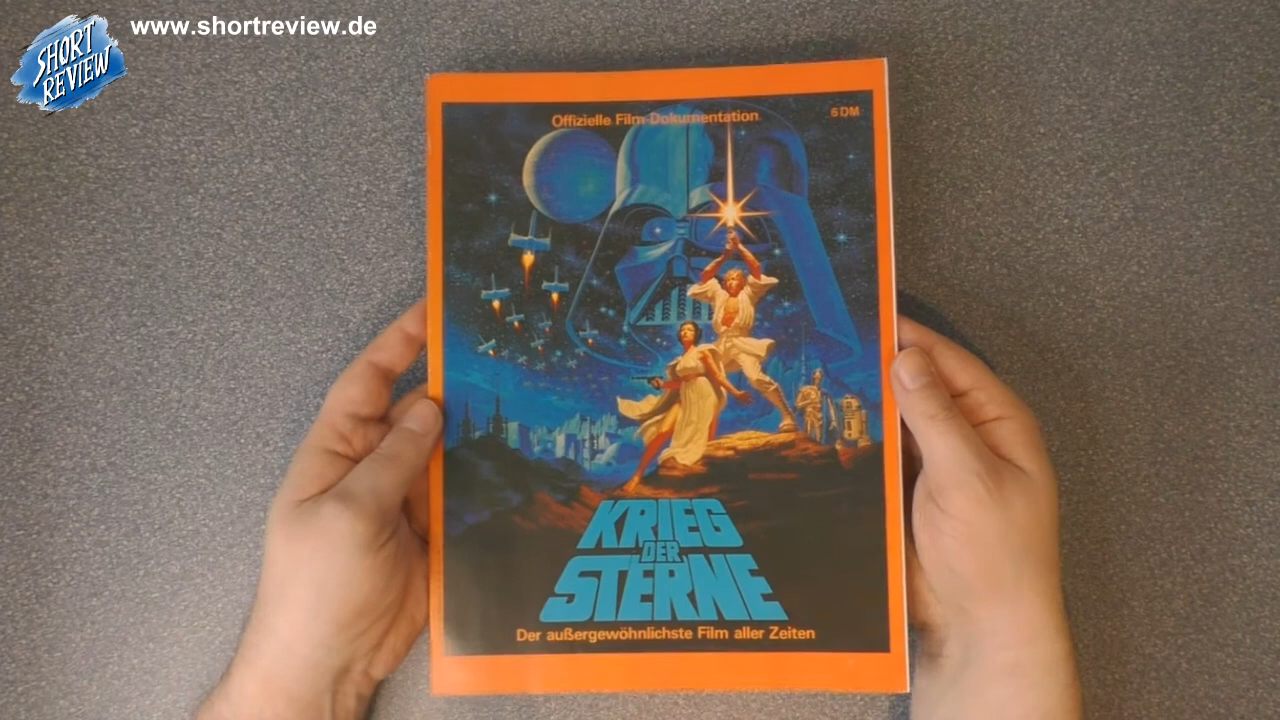 SHORT
REVIEW
www.shortreview.de
Offizielle Film-Dokumentation
6 DM
KRIEG
DER
STERNE
Der außergewöhnlichste Film aller Zeiten